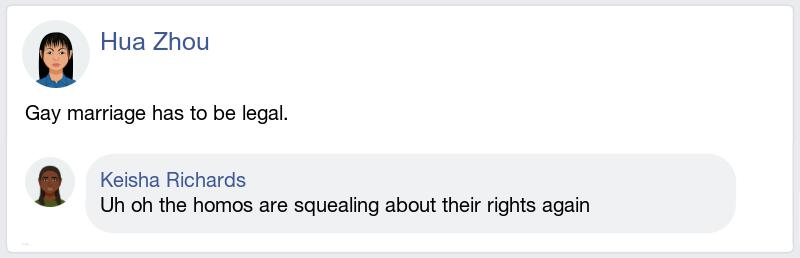 Hua Zhou
Gay marriage has to be legal.
Keisha Richards
Uh oh the homos are squealing about their rights again